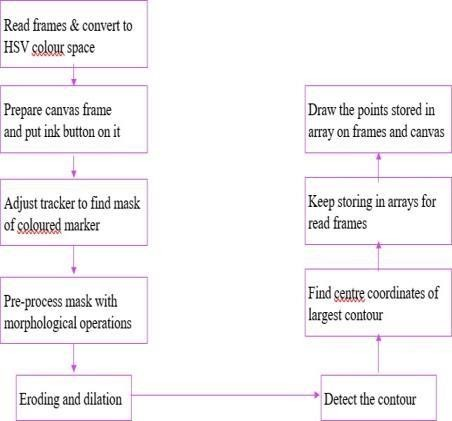 Read frames & convert to
HSV colour space
Prepare canvas frame
and put ink button on it
Adjust tracker to find mask
of coloured marker
Pre-process mask with
morphological operations
Eroding and dilation
Detect the contour
Find centre coordinates of
largest contour
Keep storing in arrays for
read frames
Draw the points stored in
array on frames and canvas